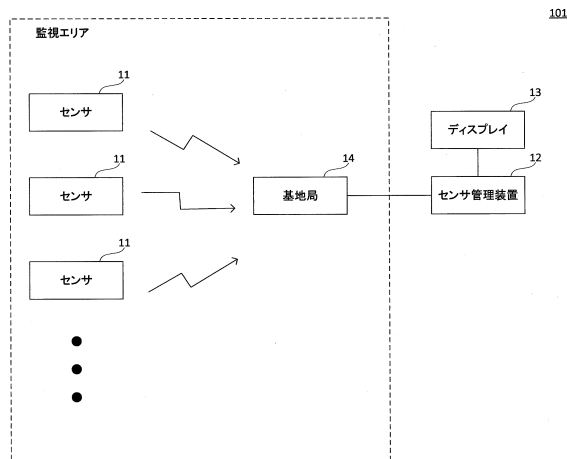 101
監視エリア
11
センサ
13
ディスプレイ
11
センサ
14
基地局
12
センサ管理装置
11
センサ